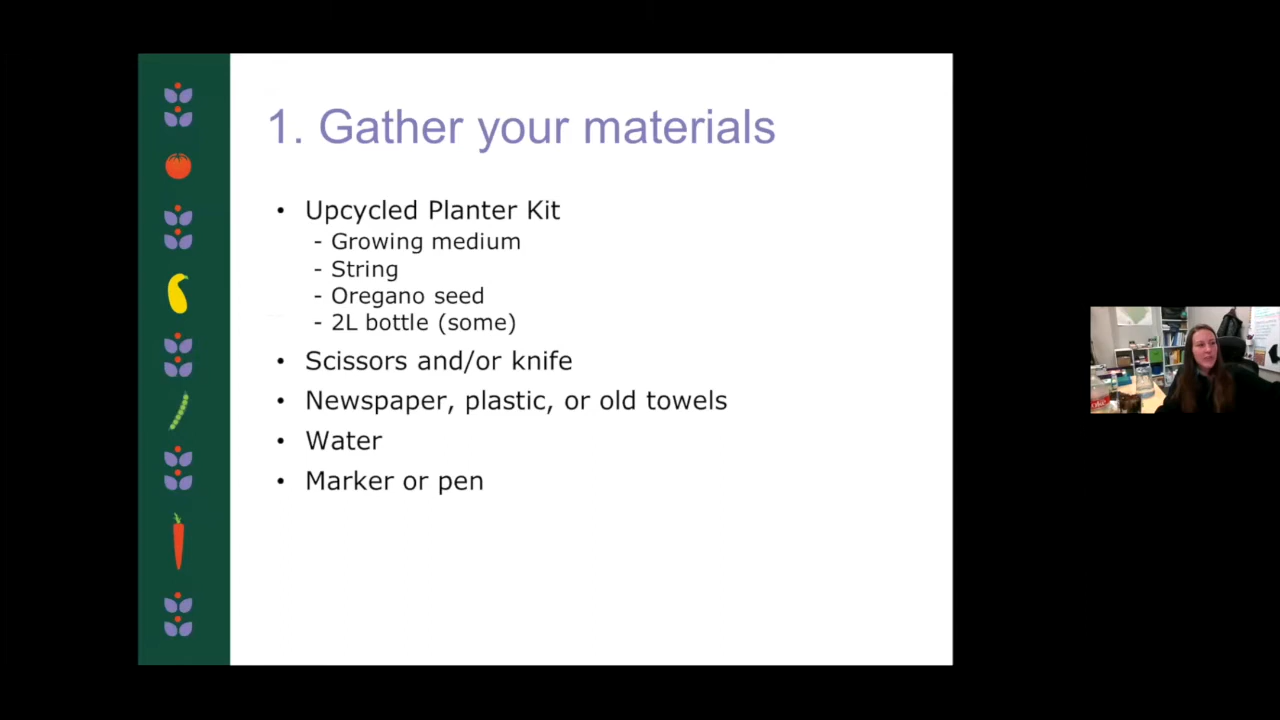 1. Gather your materials
• Upcycled Planter Kit
- Growing medium
- String
- Oregano seed
- 2L bottle (some)
• Scissors and/or knife
• Newspaper, plastic, or old towels
• Water
• Marker or pen